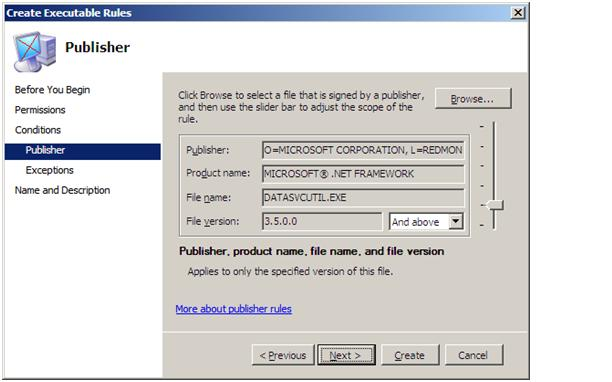 Create Executable Rules
Publisher
Before You Begin
Permissions
Conditions
Publisher
Exceptions
Name and Description
Click Browse to select a file that is signed by a publisher,
and then use the slider bar to adjust the scope of the
rule.
Browse...
Publisher: O=MICROSOFT CORPORATION, L=REDMON
Product name: MICROSOFT® .NET FRAMEWORK
File name: DATASVCUTIL.EXE
File version: 3.5.0.0 And above
Publisher, product name, file name, and file version
Applies to only the specified version of this file.
More about publisher rules
< Previous Next > Create Cancel